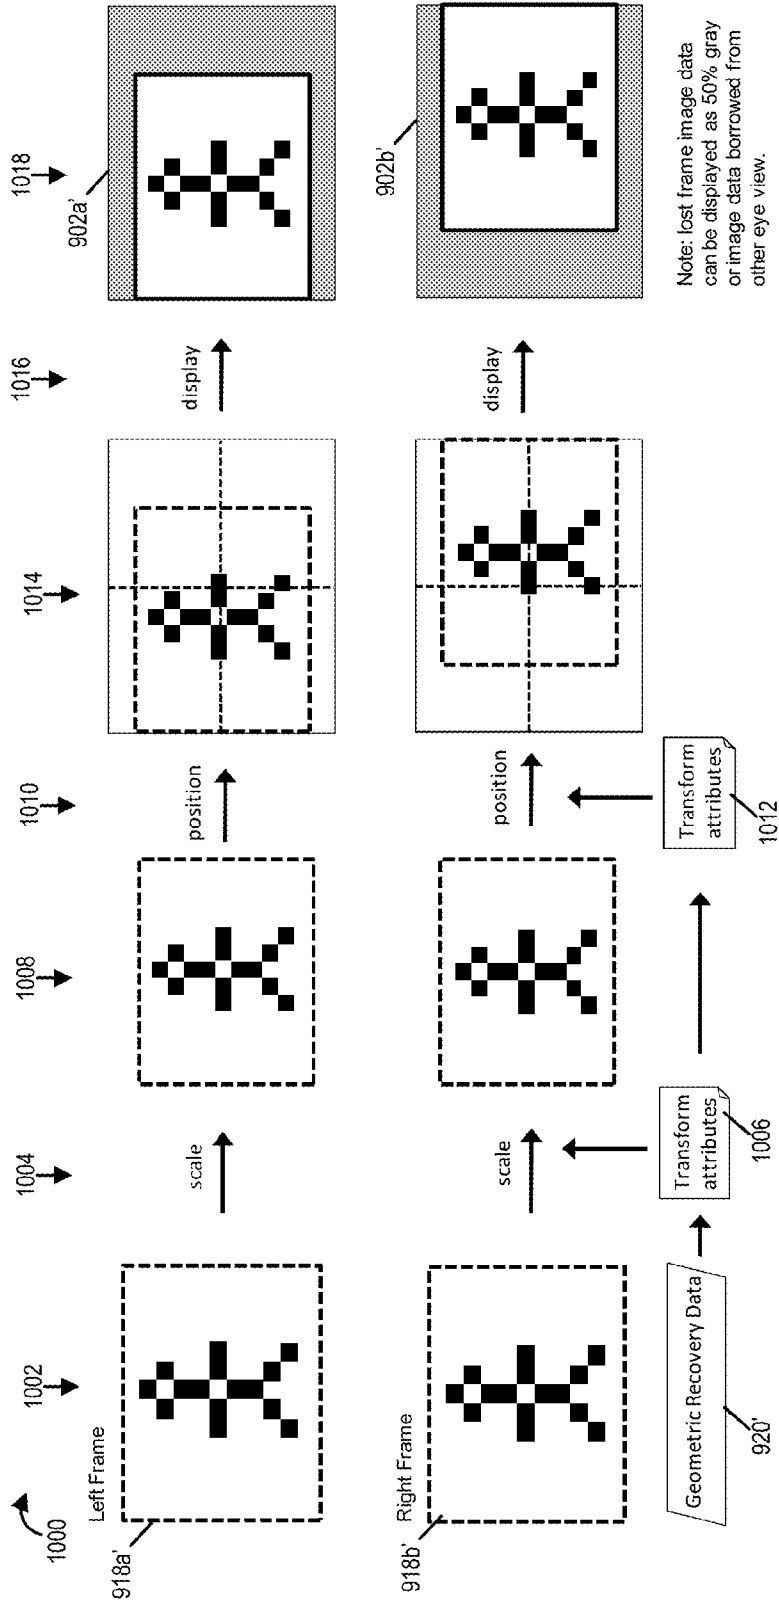 1000
1002
1004
1008
1010
1014
1016
1018
Left Frame
918a'
scale
position
display
902a'
Right Frame
918b'
scale
position
display
902b'
Geometric Recovery Data
920'
Transform
attributes
1006
Transform
attributes
1012
Note: lost frame image data
can be displayed as 50% gray
or image data borrowed from
other eye view.